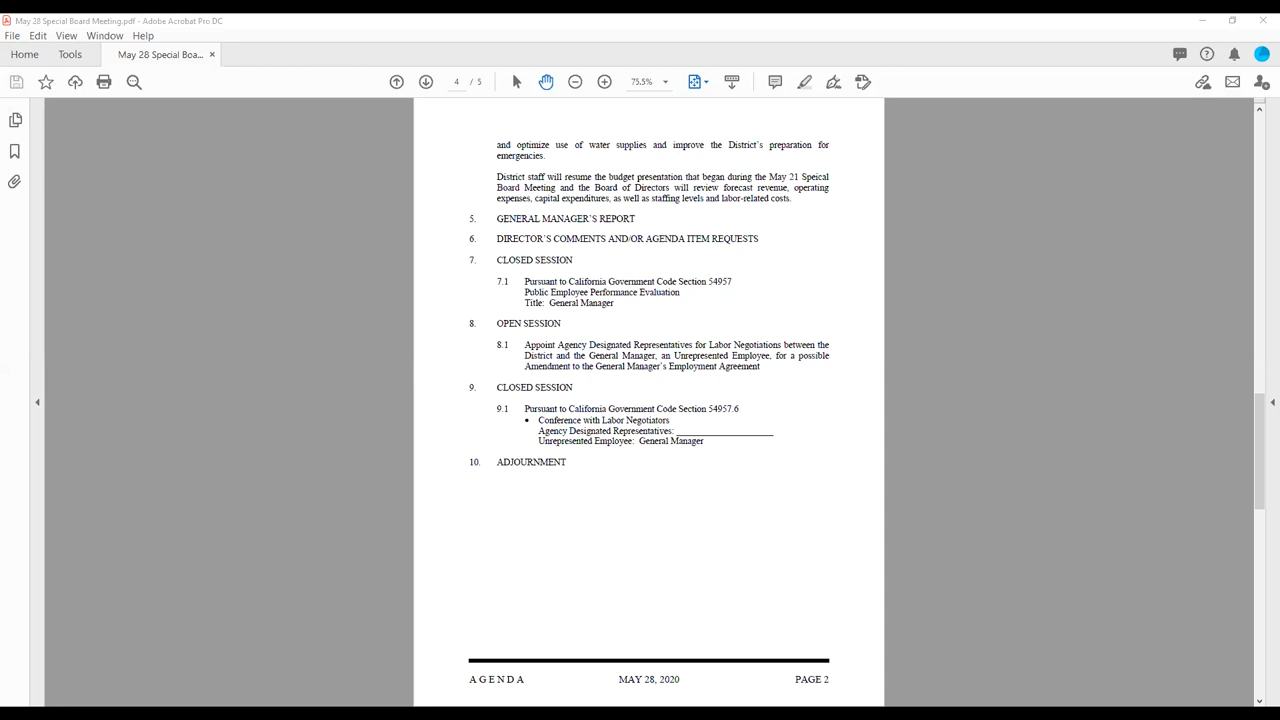 May 28 Special Board Meeting.pdf - Adobe Acrobat Pro DC
File Edit View Window Help
Home Tools May 28 Special Boa... ×
4 / 5 75.5%
and optimize use of water supplies and improve the District's preparation for
emergencies.
District staff will resume the budget presentation that began during the May 21 Speical
Board Meeting and the Board of Directors will review forecast revenue, operating
expenses, capital expenditures, as well as staffing levels and labor-related costs.
5. GENERAL MANAGER'S REPORT
6. DIRECTOR'S COMMENTS AND/OR AGENDA ITEM REQUESTS
7. CLOSED SESSION
7.1 Pursuant to California Government Code Section 54957
Public Employee Performance Evaluation
Title: General Manager
8. OPEN SESSION
8.1 Appoint Agency Designated Representatives for Labor Negotiations between the
District and the General Manager, an Unrepresented Employee, for a possible
Amendment to the General Manager's Employment Agreement
9. CLOSED SESSION
9.1 Pursuant to California Government Code Section 54957.6
• Conference with Labor Negotiators
Agency Designated Representatives: ____________________
Unrepresented Employee: General Manager
10. ADJOURNMENT
AGENDA MAY 28, 2020 PAGE 2